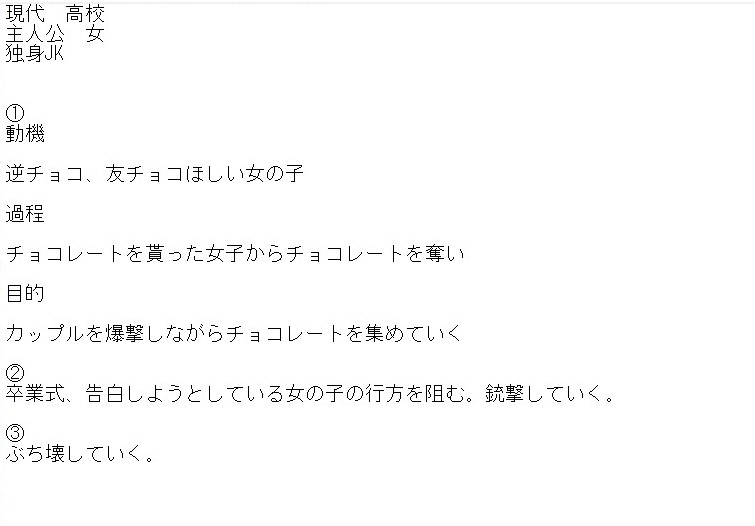 現代　高校
主人公　女
独身JK
①
動機
逆チョコ、友チョコほしい女の子
過程
チョコレートを貰った女子からチョコレートを奪い
目的
カップルを爆撃しながらチョコレートを集めていく
②
卒業式、告白しようとしている女の子の行方を阻む。銃撃していく。
③
ぶち壊していく。